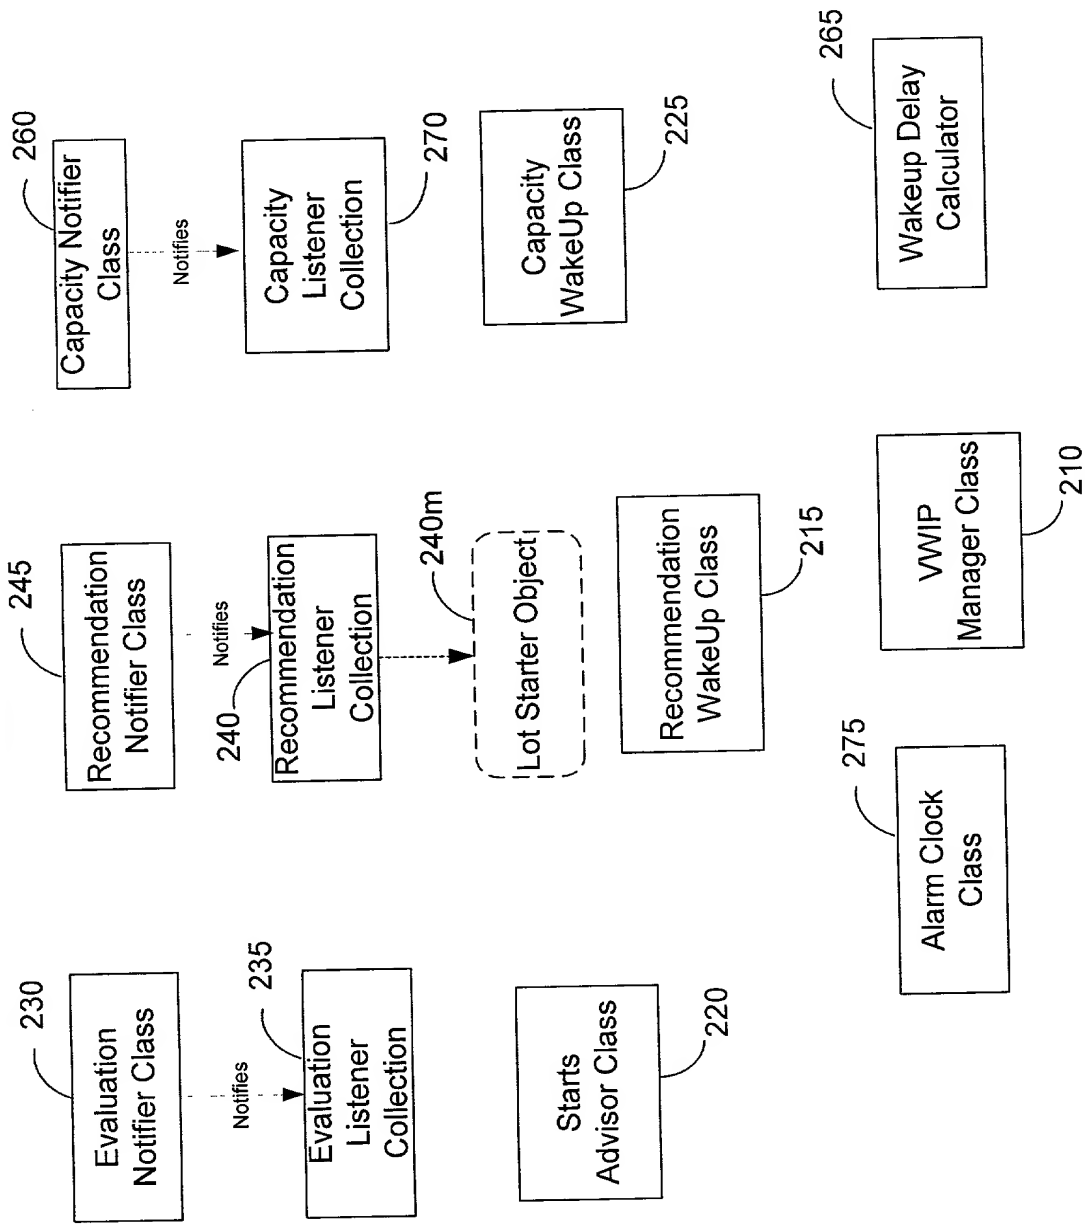 230
Evaluation
Notifier Class
Notifies
235
Evaluation
Listener
Collection
Starts
Advisor Class
220
245
Recommendation
Notifier Class
Notifies
240
Recommendation
Listener
Collection
240m
Lot Starter Object
Recommendation
WakeUp Class
215
260
Capacity Notifier
Class
Notifies
Capacity
Listener
Collection
270
Capacity
WakeUp Class
225
275
Alarm Clock
Class
VWIP
Manager Class
210
265
Wakeup Delay
Calculator